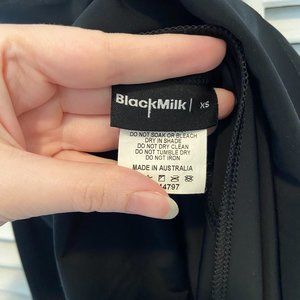 BlackMilk XS
DO NOT SOAK OR BLEACH
DRY IN SHADE
DO NOT DRY CLEAN
DO NOT TUMBLE DRY
DO NOT IRON
MADE IN AUSTRALIA
4797